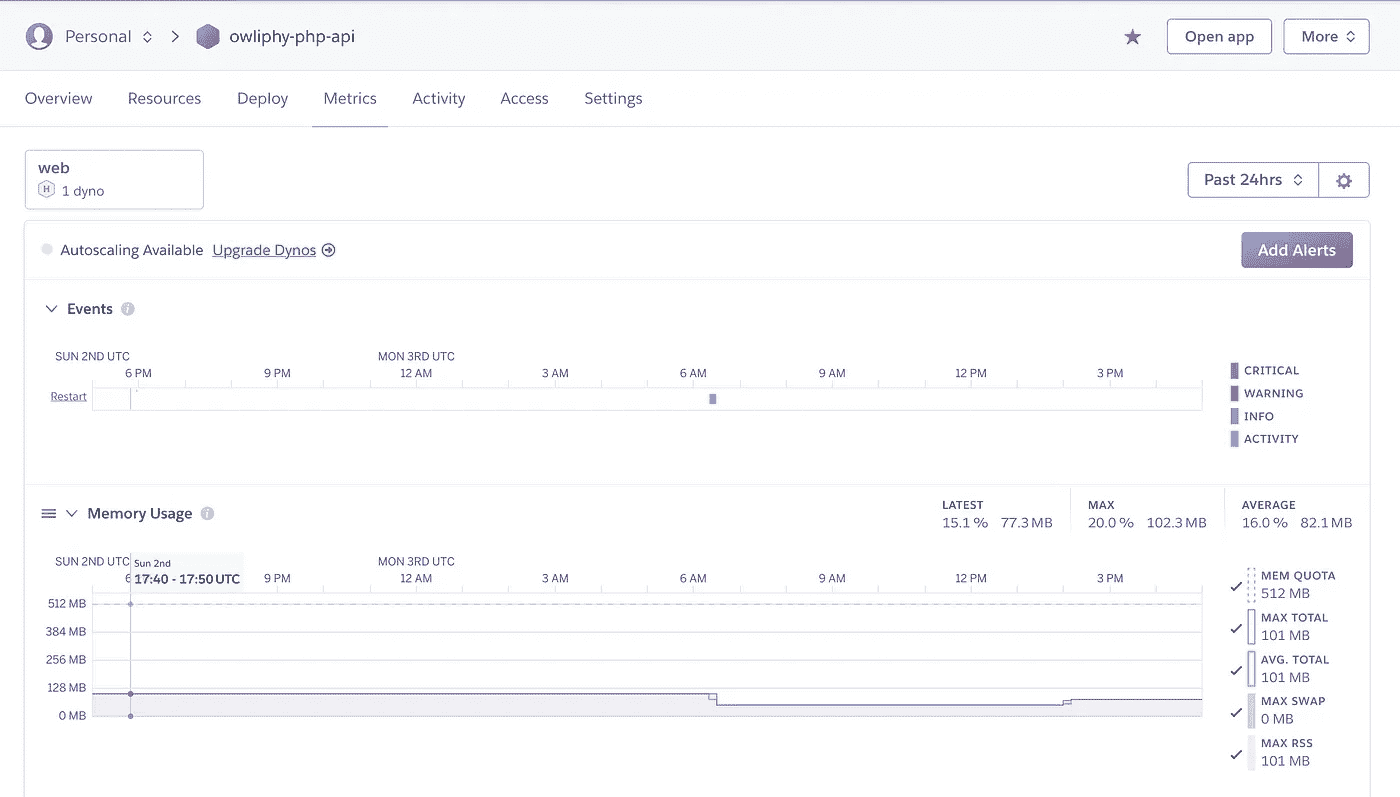 Personal owliphy-php-api Open app More
Overview Resources Deploy Metrics Activity Access Settings
web
H 1 dyno
Past 24hrs
Autoscaling Available Upgrade Dynos
Add Alerts
Events i
SUN 2ND UTC MON 3RD UTC
6 PM 9 PM 12 AM 3 AM 6 AM 9 AM 12 PM 3 PM
Restart
CRITICAL
WARNING
INFO
ACTIVITY
Memory Usage i
LATEST
15.1 % 77.3 MB
MAX
20.0 % 102.3 MB
AVERAGE
16.0 % 82.1 MB
SUN 2ND UTC MON 3RD UTC
Sun 2nd
17:40 - 17:50 UTC
6 9 PM 12 AM 3 AM 6 AM 9 AM 12 PM 3 PM
512 MB
384 MB
256 MB
128 MB
0 MB
MEM QUOTA
512 MB
MAX TOTAL
101 MB
AVG. TOTAL
101 MB
MAX SWAP
0 MB
MAX RSS
101 MB